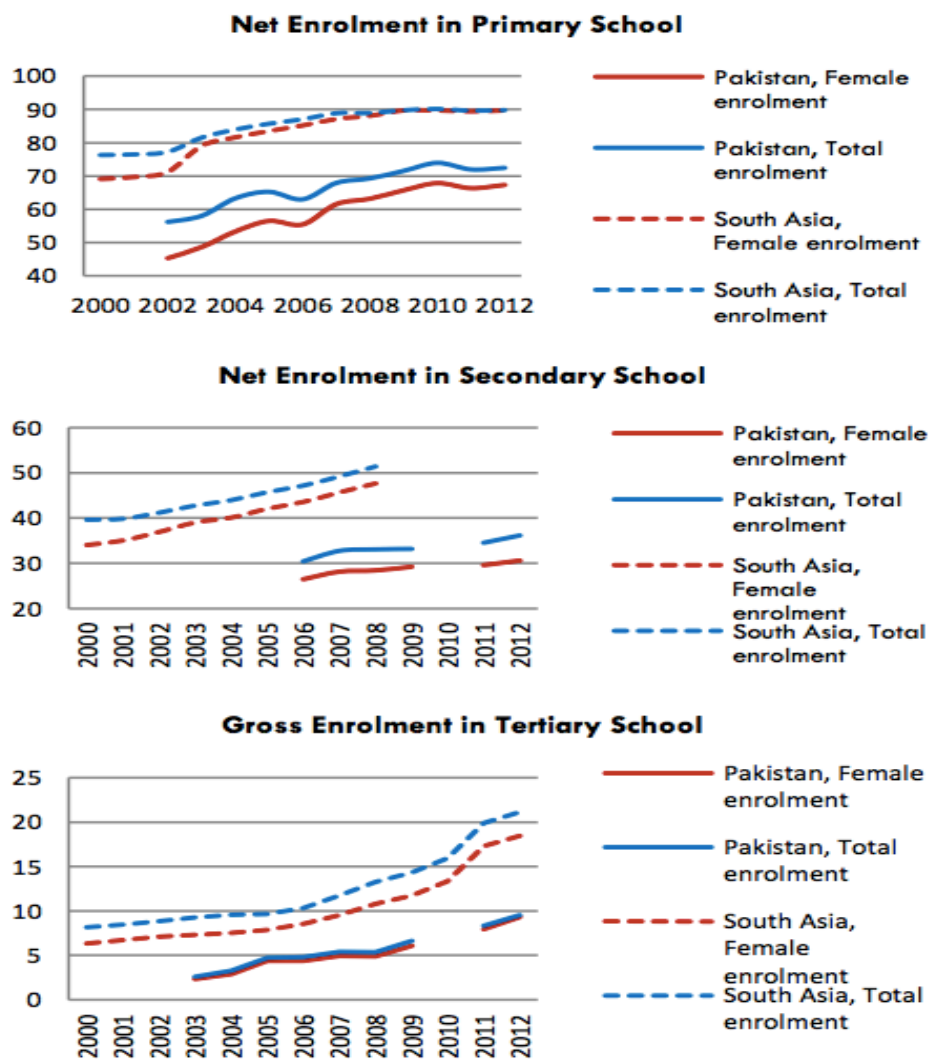 Net Enrolment in Primary School
100
90
80
70
60
50
40
2000 2002 2004 2006 2008 2010 2012
Pakistan, Female
enrolment
Pakistan, Total
enrolment
South Asia,
Female enrolment
South Asia, Total
enrolment
Net Enrolment in Secondary School
60
50
40
30
20
2000 2001 2002 2003 2004 2005 2006 2007 2008 2009 2010 2011 2012
Pakistan, Female
enrolment
Pakistan, Total
enrolment
South Asia,
Female
enrolment
South Asia, Total
enrolment
Gross Enrolment in Tertiary School
25
20
15
10
5
0
2000 2001 2002 2003 2004 2005 2006 2007 2008 2009 2010 2011 2012
Pakistan, Female
enrolment
Pakistan, Total
enrolment
South Asia,
Female
enrolment
South Asia, Total
enrolment